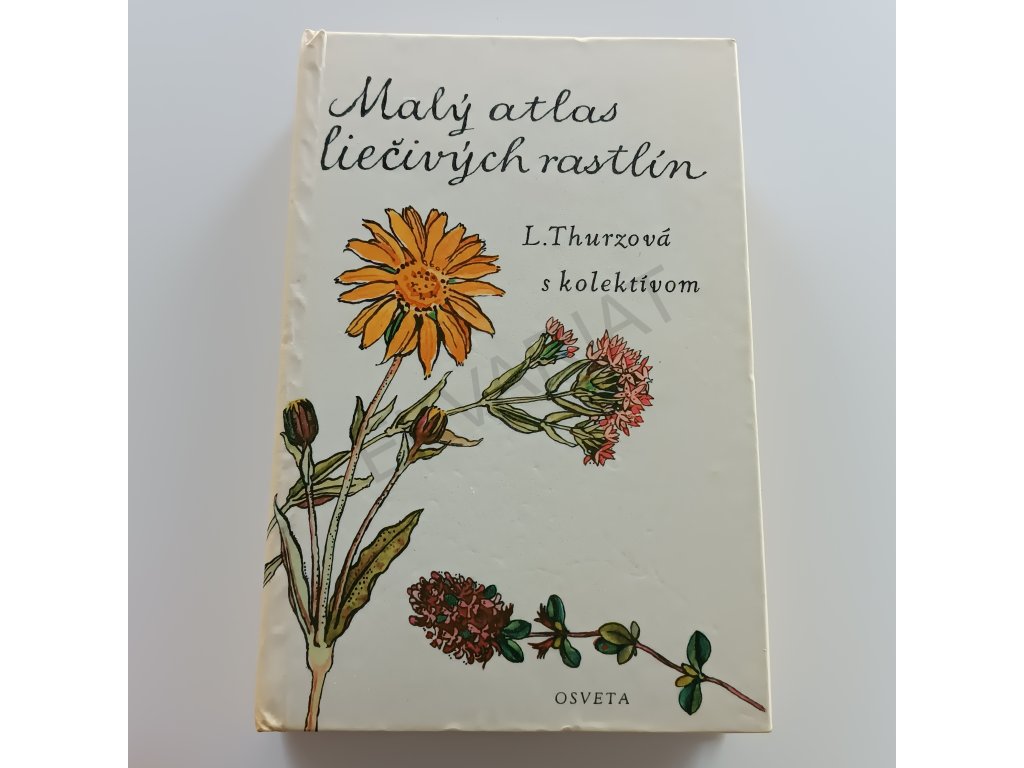 Malý atlas
liečivých rastlín
L. Thurzová
s kolektívom
OSVETA